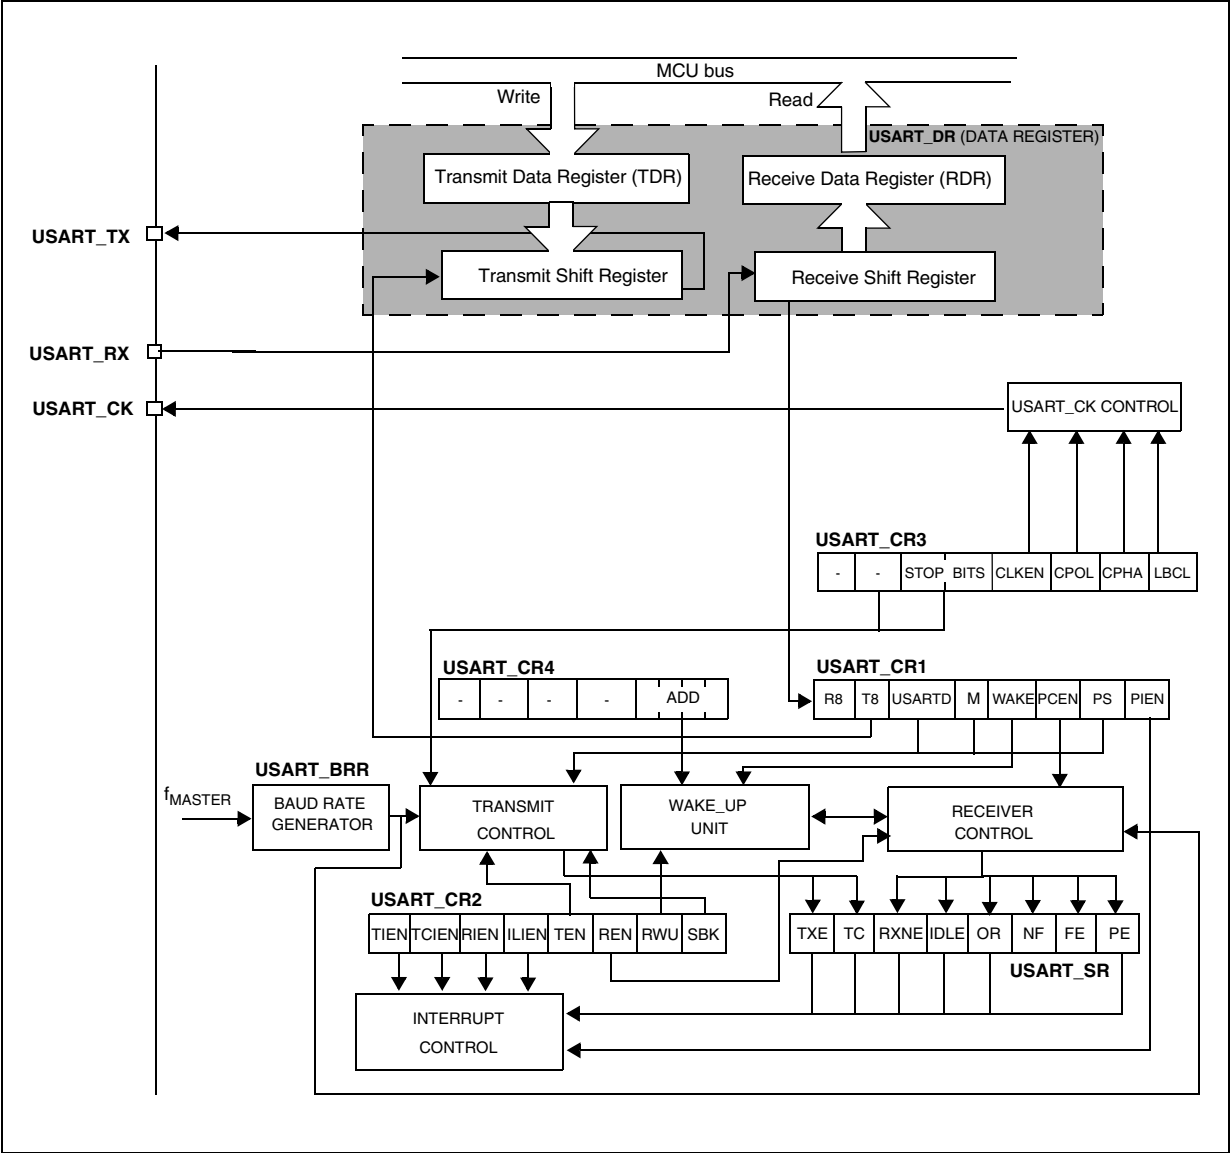 MCU bus
Write
Read
USART_DR (DATA REGISTER)
Transmit Data Register (TDR)
Receive Data Register (RDR)
USART_TX
Transmit Shift Register
Receive Shift Register
USART_RX
USART_CK
USART_CK CONTROL
USART_CR3
- - STOP BITS CLKEN CPOL CPHA LBCL
USART_CR4
- - - - ADD
USART_CR1
R8 T8 USARTD M WAKE PCEN PS PIEN
USART_BRR
fMASTER
BAUD RATE
GENERATOR
TRANSMIT
CONTROL
WAKE_UP
UNIT
RECEIVER
CONTROL
USART_CR2
TIEN TCIEN RIEN ILIEN TEN REN RWU SBK
TXE TC RXNE IDLE OR NF FE PE
USART_SR
INTERRUPT
CONTROL